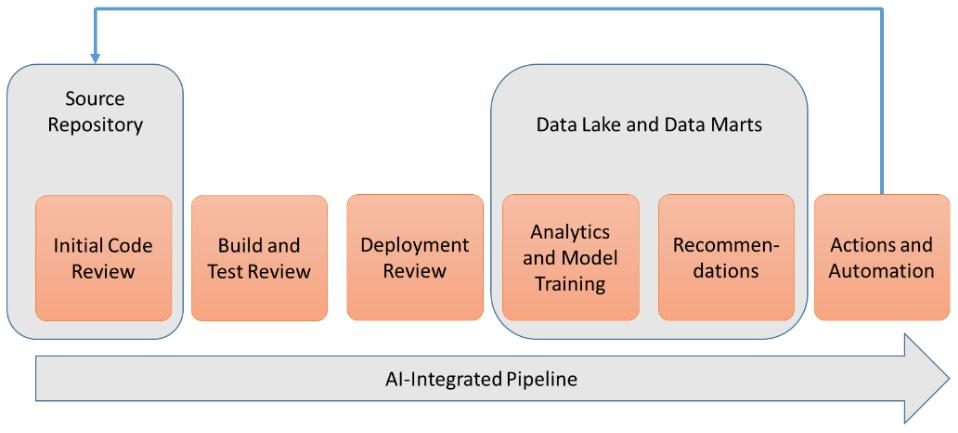 Source
Repository
Data Lake and Data Marts
Initial Code
Review
Build and
Test Review
Deployment
Review
Analytics
and Model
Training
Recommen-
dations
Actions and
Automation
AI-Integrated Pipeline